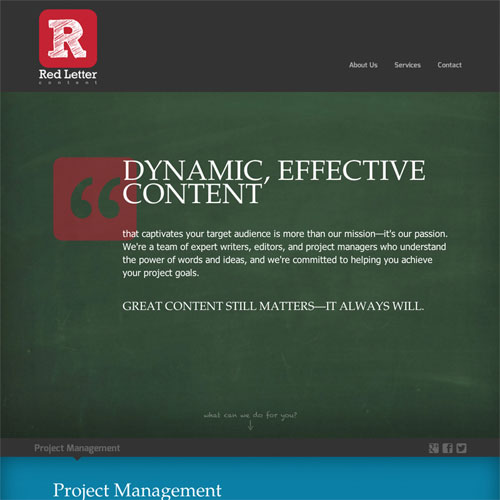 R
Red Letter
content
About Us Services Contact
“
DYNAMIC, EFFECTIVE
CONTENT
that captivates your target audience is more than our mission—it's our passion.
We're a team of expert writers, editors, and project managers who understand
the power of words and ideas, and we're committed to helping you achieve
your project goals.
GREAT CONTENT STILL MATTERS—IT ALWAYS WILL.
what can we do for you?
Project Management
Project Management